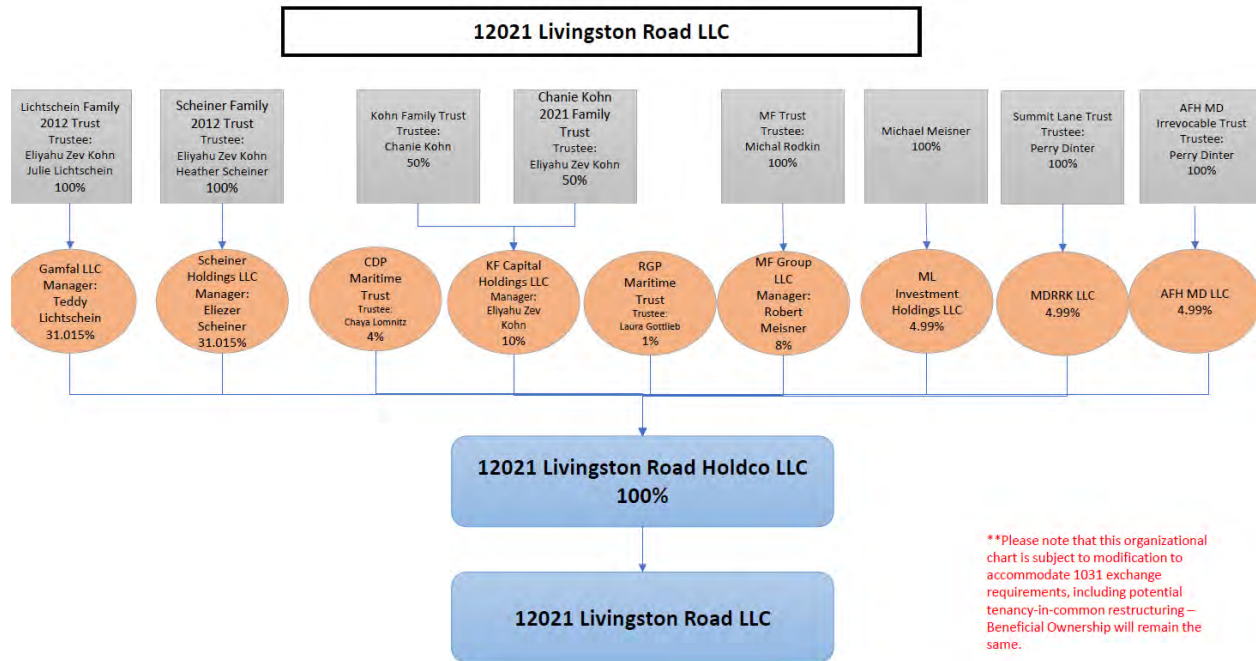 12021 Livingston Road LLC
Lichtschein Family
2012 Trust
Trustee:
Eliyahu Zev Kohn
Julie Lichtschein
100%
Scheiner Family
2012 Trust
Trustee:
Eliyahu Zev Kohn
Heather Scheiner
100%
Kohn Family Trust
Trustee:
Chanie Kohn
50%
Chanie Kohn
2021 Family
Trust
Trustee:
Eliyahu Zev Kohn
50%
MF Trust
Trustee:
Michal Rodkin
100%
Michael Meisner
100%
Summit Lane Trust
Trustee:
Perry Dinter
100%
AFH MD
Irrevocable Trust
Trustee:
Perry Dinter
100%
Gamfal LLC
Manager:
Teddy
Lichtschein
31.015%
Scheiner
Holdings LLC
Manager:
Eliezer
Scheiner
31.015%
CDP
Maritime
Trust
Trustee:
Chaya Lomnitz
4%
KF Capital
Holdings LLC
Manager:
Eliyahu Zev
Kohn
10%
RGP
Maritime
Trust
Trustee:
Laura Gottlieb
1%
MF Group
LLC
Manager:
Robert
Meisner
8%
ML
Investment
Holdings LLC
4.99%
MDRRK LLC
4.99%
AFH MD LLC
4.99%
12021 Livingston Road Holdco LLC
100%
12021 Livingston Road LLC
**Please note that this organizational
chart is subject to modification to
accommodate 1031 exchange
requirements, including potential
tenancy-in-common restructuring –
Beneficial Ownership will remain the
same.